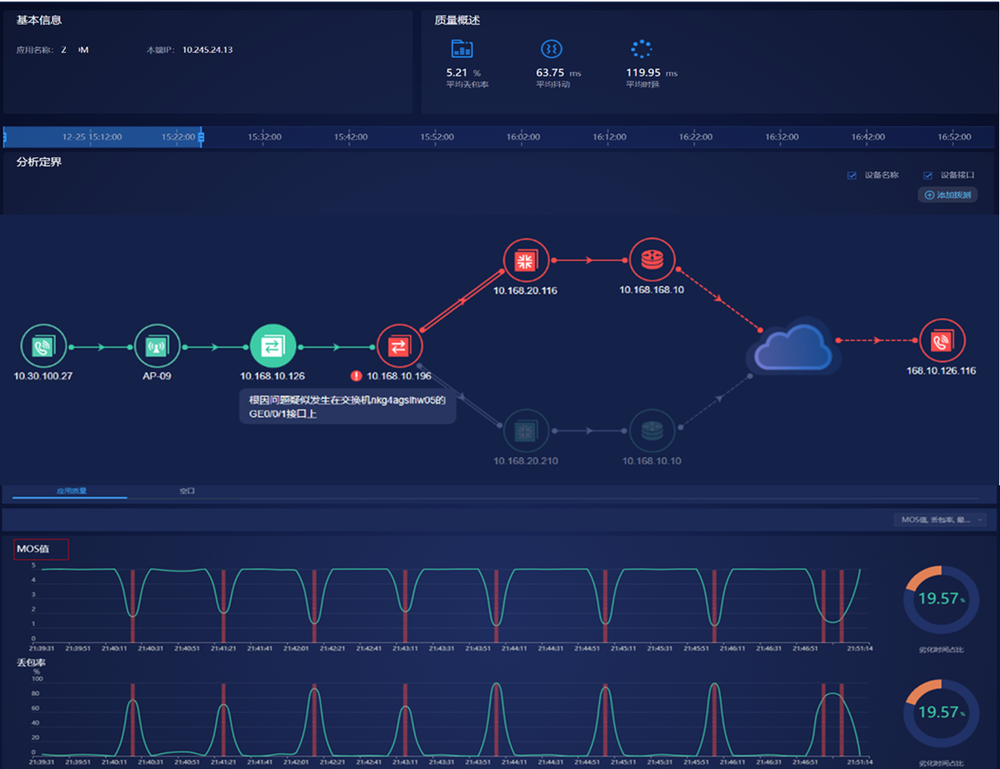 基本信息
应用名称: Z M
本端IP: 10.245.24.13
质量概述
5.21 %
平均丢包率
63.75 ms
平均抖动
119.95 ms
平均时延
12-25 15:12:00 15:22:00 15:32:00 15:42:00 15:52:00 16:02:00 16:12:00 16:22:00 16:32:00 16:42:00 16:52:00
分析定界
设备名称 设备接口
添加拨测
10.168.20.116
10.168.168.10
10.30.100.27
AP-09
10.168.10.126
10.168.10.196
168.10.126.116
根因问题疑似发生在交换机nkg4agslhw05的
GE0/0/1接口上
10.168.20.210
10.168.10.10
应用质量 空口
MOS值, 丢包率, 最...
MOS值
5
4
3
2
1
0
21:39:31 21:39:51 21:40:11 21:40:31 21:40:51 21:41:21 21:41:41 21:42:01 21:42:21 21:42:41 21:43:11 21:43:31 21:43:51 21:44:11 21:44:31 21:44:51 21:45:11 21:45:31 21:45:51 21:46:11 21:46:31 21:46:51 21:51:14
19.57%
劣化时间占比
丢包率
%
100
80
60
40
20
0
21:39:31 21:39:51 21:40:11 21:40:31 21:40:51 21:41:21 21:41:41 21:42:01 21:42:21 21:42:41 21:43:11 21:43:31 21:43:51 21:44:11 21:44:31 21:44:51 21:45:11 21:45:31 21:45:51 21:46:11 21:46:31 21:46:51 21:51:14
19.57%
劣化时间占比